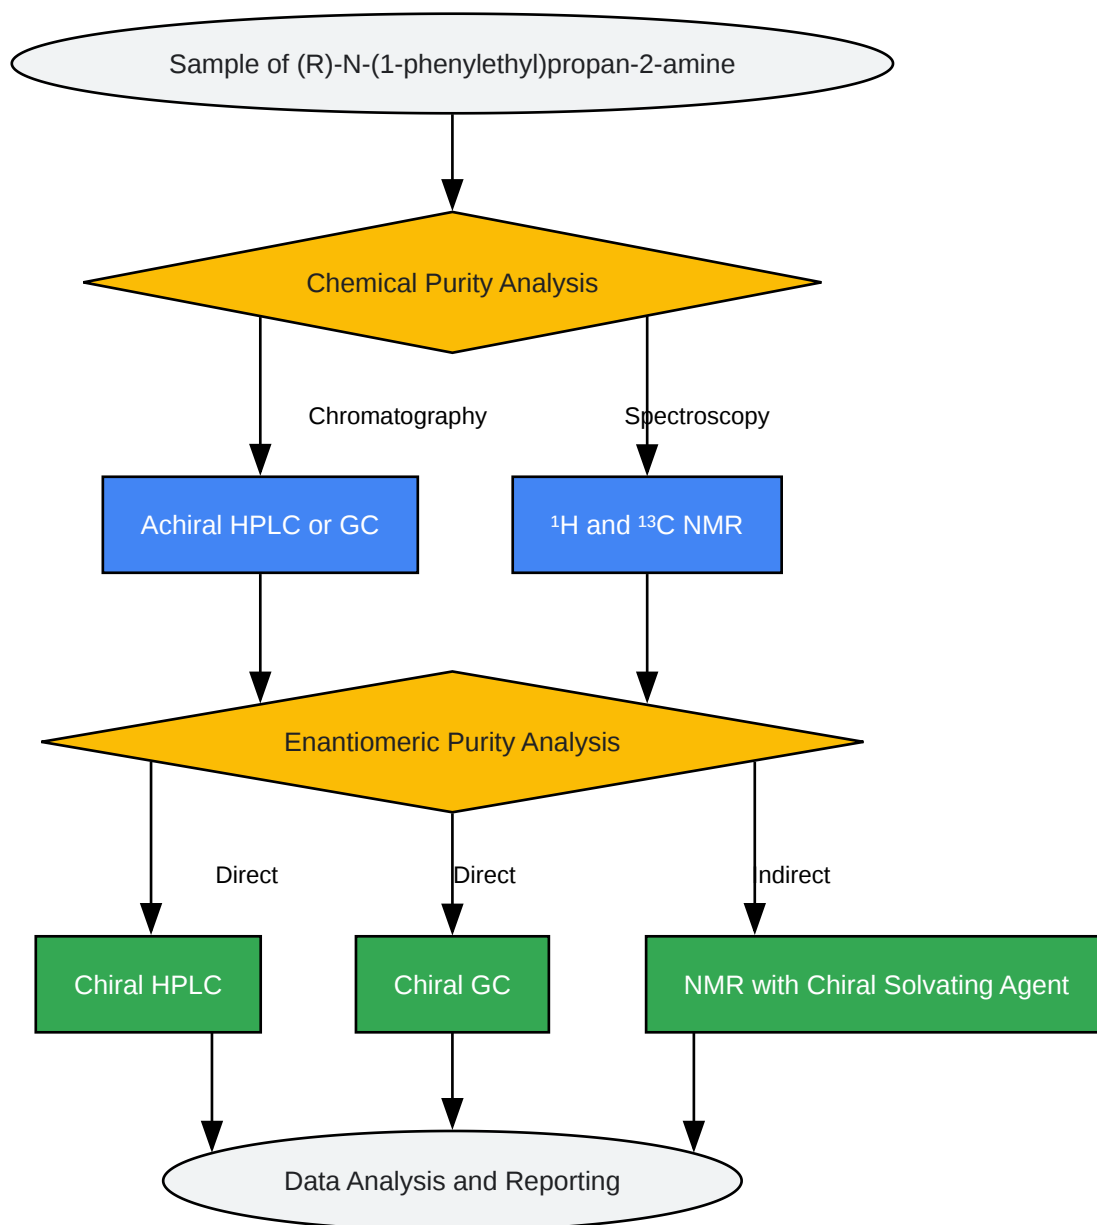 Sample of (R)-N-(1-phenylethyl)propan-2-amine
Chemical Purity Analysis
Chromatography
Spectroscopy
Achiral HPLC or GC
¹H and ¹³C NMR
Enantiomeric Purity Analysis
Direct
Direct
Indirect
Chiral HPLC
Chiral GC
NMR with Chiral Solvating Agent
Data Analysis and Reporting